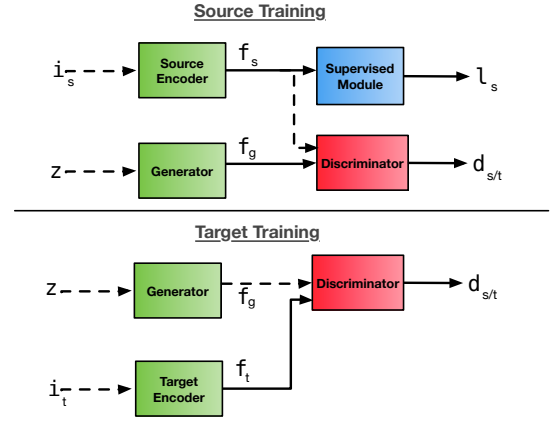 Source Training
i_s
Source
Encoder
f_s
Supervised
Module
l_s
z
Generator
f_g
Discriminator
d_s/t
Target Training
z
Generator
f_g
Discriminator
d_s/t
i_t
Target
Encoder
f_t